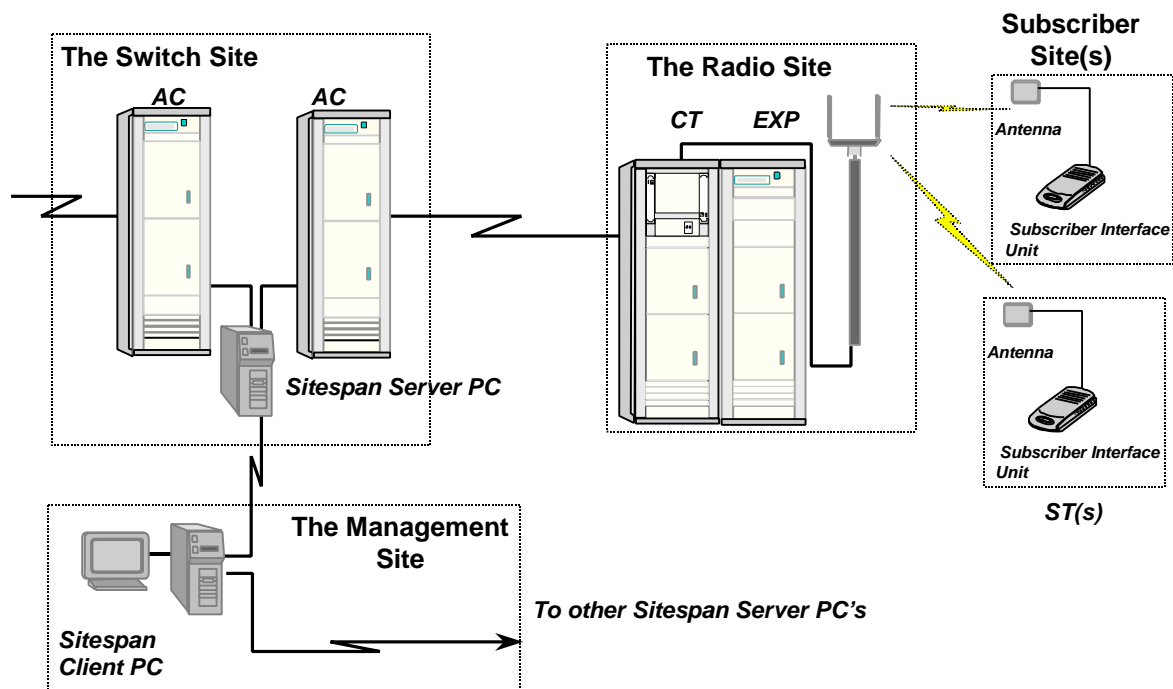 The Switch Site
AC
AC
The Radio Site
CT
EXP
Subscriber
Site(s)
Antenna
Subscriber Interface
Unit
Antenna
Subscriber Interface
Unit
ST(s)
Sitespan Server PC
The Management
Site
Sitespan
Client PC
To other Sitespan Server PC's